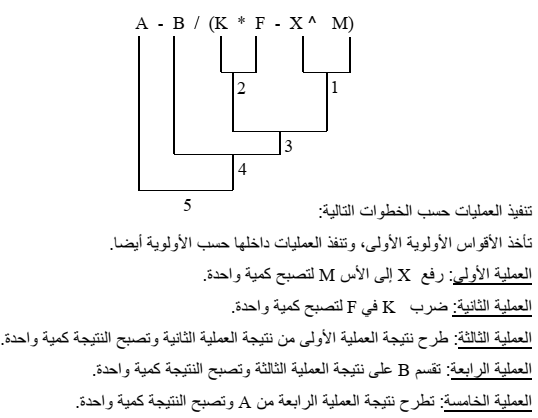 A - B / (K * F - X ^ M)
2
1
3
4
5
تنفيذ العمليات حسب الخطوات التالية:
تأخذ الأقواس الأولوية الأولى، وتنفذ العمليات داخلها حسب الأولوية أيضا.
العملية الأولى: رفع X إلى الأس M لتصبح كمية واحدة.
العملية الثانية: ضرب K في F لتصبح كمية واحدة.
العملية الثالثة: طرح نتيجة العملية الأولى من نتيجة العملية الثانية وتصبح النتيجة كمية واحدة.
العملية الرابعة: تقسم B على نتيجة العملية الثالثة وتصبح النتيجة كمية واحدة.
العملية الخامسة: تطرح نتيجة العملية الرابعة من A وتصبح النتيجة كمية واحدة.